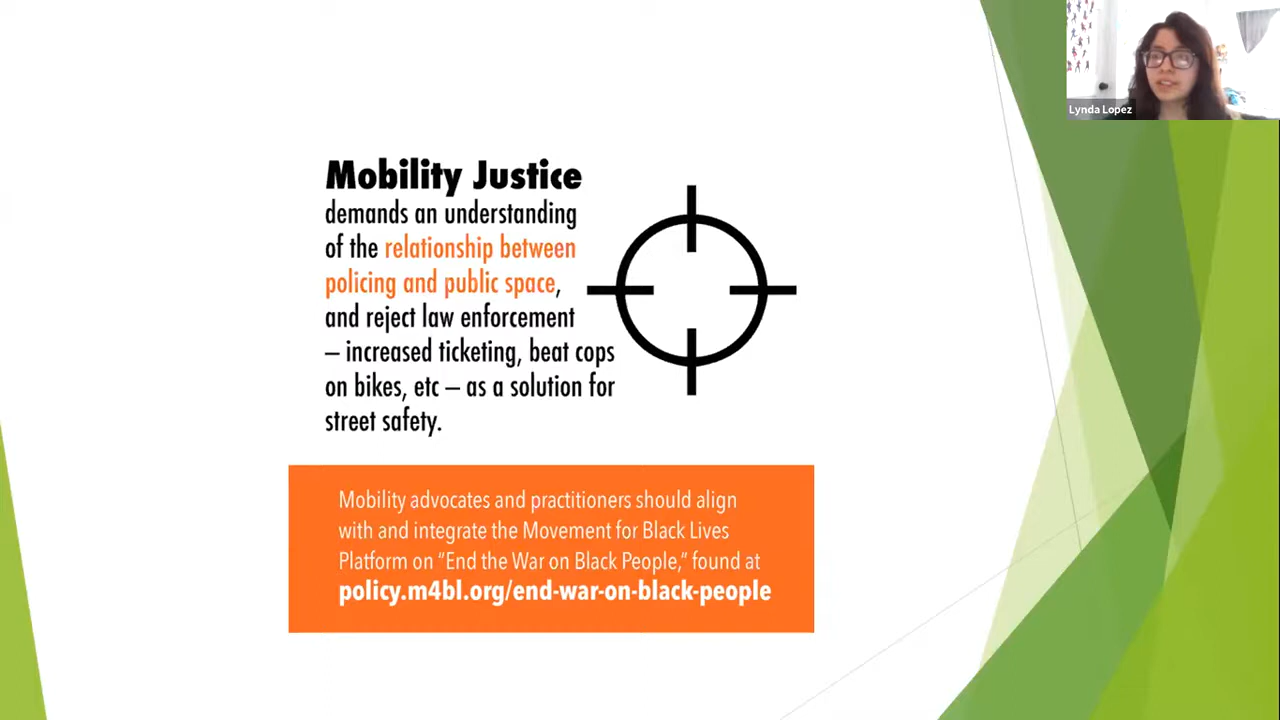 Lynda Lopez
Mobility Justice
demands an understanding
of the relationship between
policing and public space,
and reject law enforcement
– increased ticketing, beat cops
on bikes, etc – as a solution for
street safety.
Mobility advocates and practitioners should align
with and integrate the Movement for Black Lives
Platform on “End the War on Black People,” found at
policy.m4bl.org/end-war-on-black-people